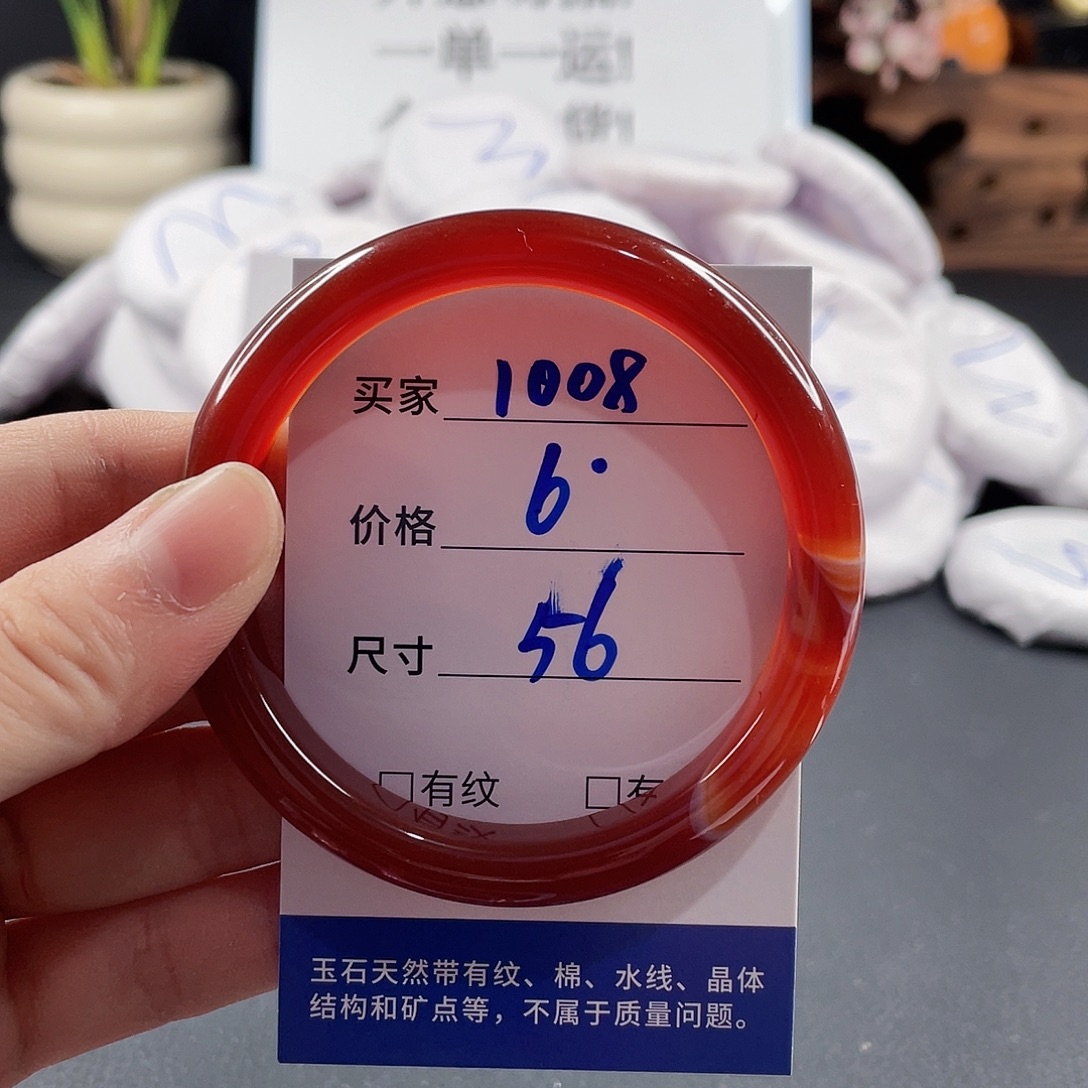 一单一运!
买家 1008
价格 6.
尺寸 56
□有纹 □有
玉石天然带有纹、棉、水线、晶体
结构和矿点等，不属于质量问题。